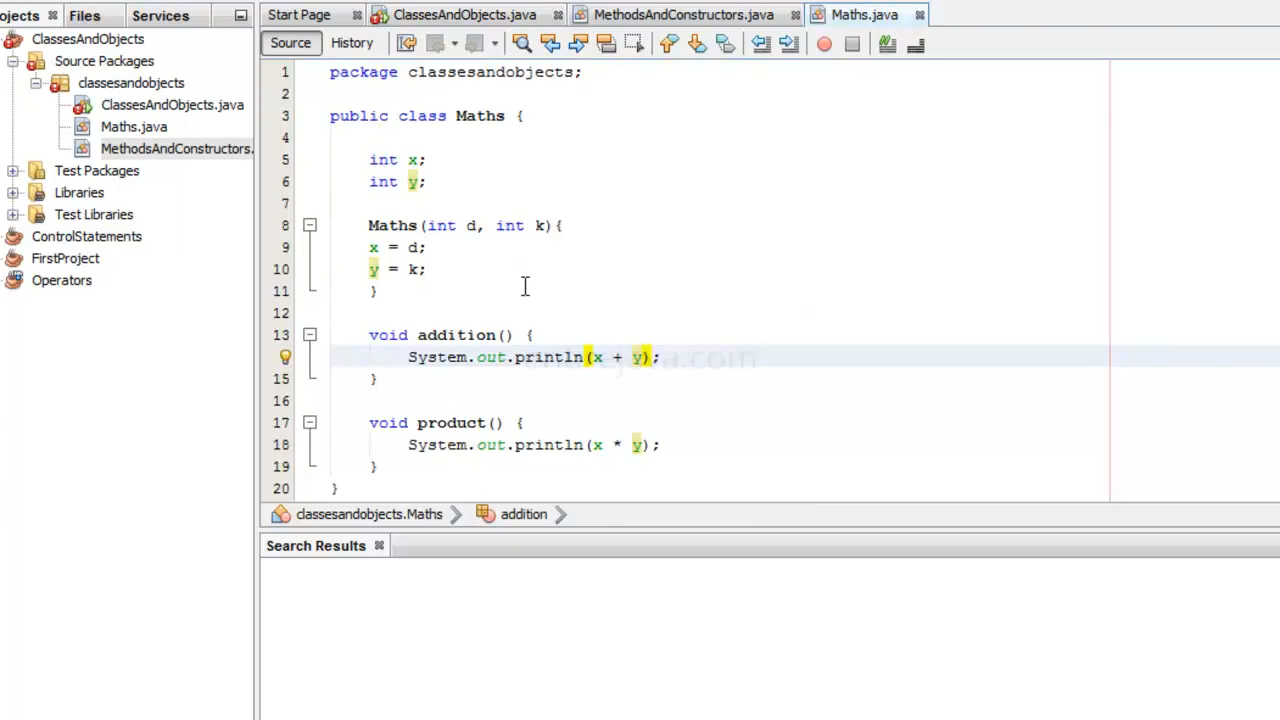 ojects Files Services
ClassesAndObjects
Source Packages
classesandobjects
ClassesAndObjects.java
Maths.java
MethodsAndConstructors.
Test Packages
Libraries
Test Libraries
ControlStatements
FirstProject
Operators
Start Page ClassesAndObjects.java MethodsAndConstructors.java Maths.java
Source History
1 package classesandobjects;
2
3 public class Maths {
4
5 int x;
6 int y;
7
8 Maths(int d, int k){
9 x = d;
10 y = k;
11 }
12
13 void addition() {
System.out.println(x + y);
15 }
16
17 void product() {
18 System.out.println(x * y);
19 }
20 }
classesandobjects.Maths addition
Search Results